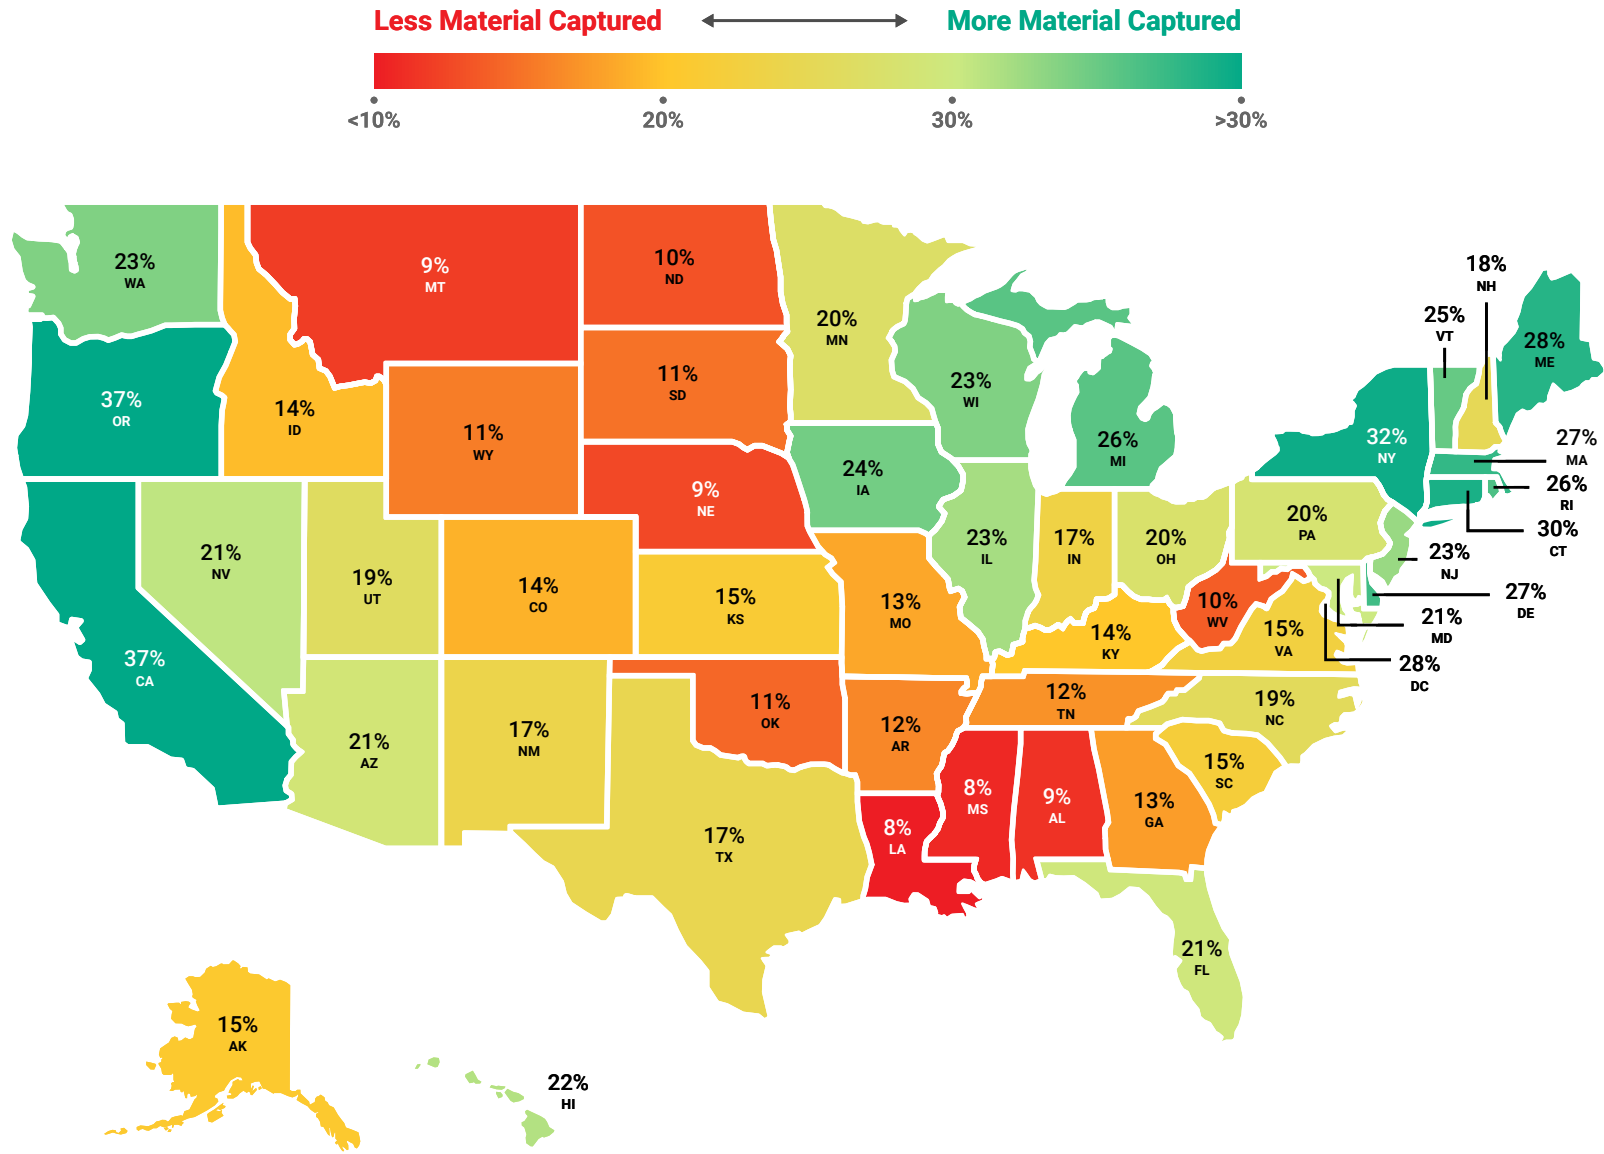 Less Material Captured
More Material Captured
<10%
20%
30%
>30%
23%
WA
9%
MT
10%
ND
20%
MN
18%
NH
25%
VT
28%
ME
37%
OR
14%
ID
11%
WY
11%
SD
23%
WI
26%
MI
32%
NY
27%
MA
26%
RI
30%
CT
24%
IA
9%
NE
21%
NV
19%
UT
14%
CO
15%
KS
13%
MO
23%
IL
17%
IN
20%
OH
20%
PA
23%
NJ
27%
DE
21%
MD
28%
DC
10%
WV
15%
VA
14%
KY
37%
CA
21%
AZ
17%
NM
11%
OK
12%
AR
12%
TN
19%
NC
15%
SC
8%
MS
9%
AL
13%
GA
8%
LA
17%
TX
21%
FL
15%
AK
22%
HI